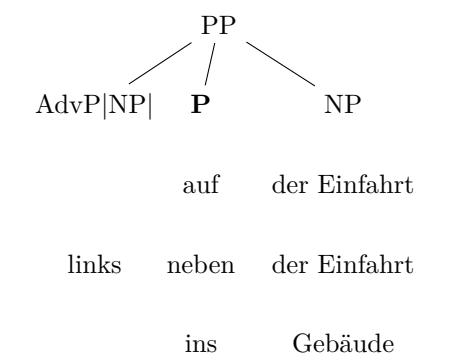 PP
AdvP|NP| P NP
auf der Einfahrt
links neben der Einfahrt
ins Gebäude